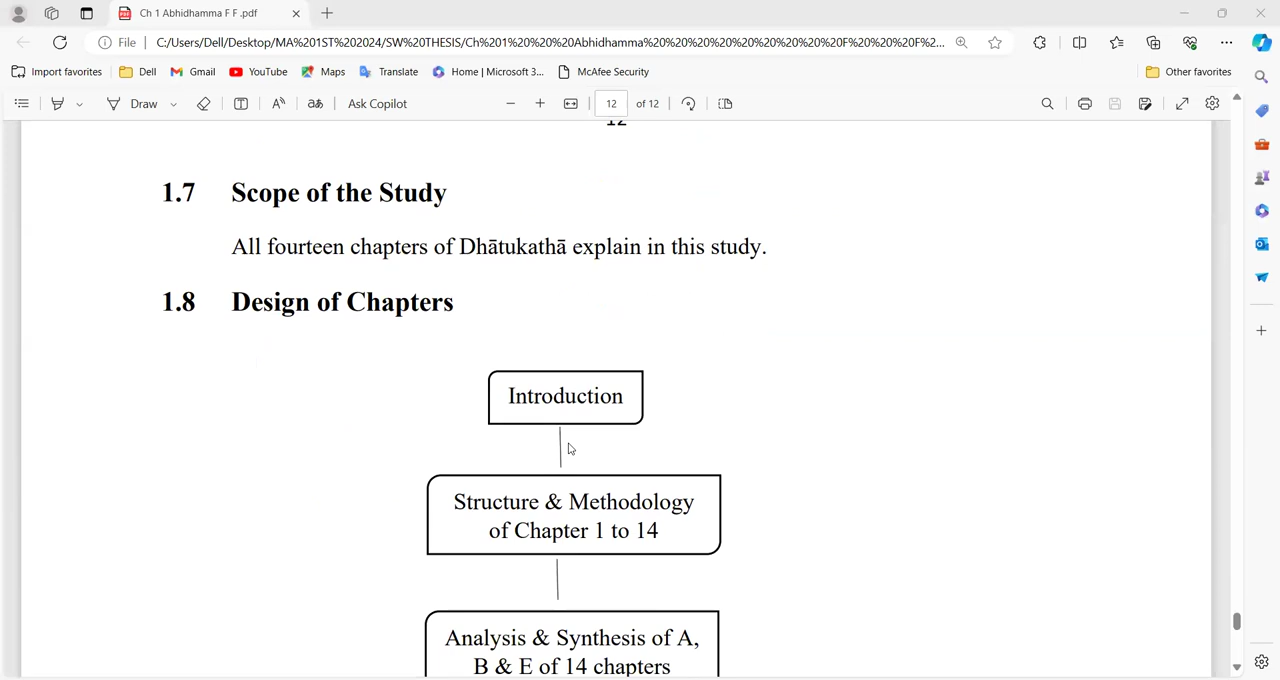 Ch 1 Abhidhamma F F .pdf
File
C:/Users/Dell/Desktop/MA%201ST%202024/SW%20THESIS/Ch%201%20%20%20Abhidhamma%20%20%20%20%20%20%20%20%20%20F%20%20%20F%2...
Import favorites
Dell
Gmail
YouTube
Maps
Translate
Home | Microsoft 3...
McAfee Security
Other favorites
Draw
Ask Copilot
12
of 12
12
1.7 Scope of the Study
All fourteen chapters of Dhātukathā explain in this study.
1.8 Design of Chapters
Introduction
Structure & Methodology
of Chapter 1 to 14
Analysis & Synthesis of A,
B & E of 14 chapters